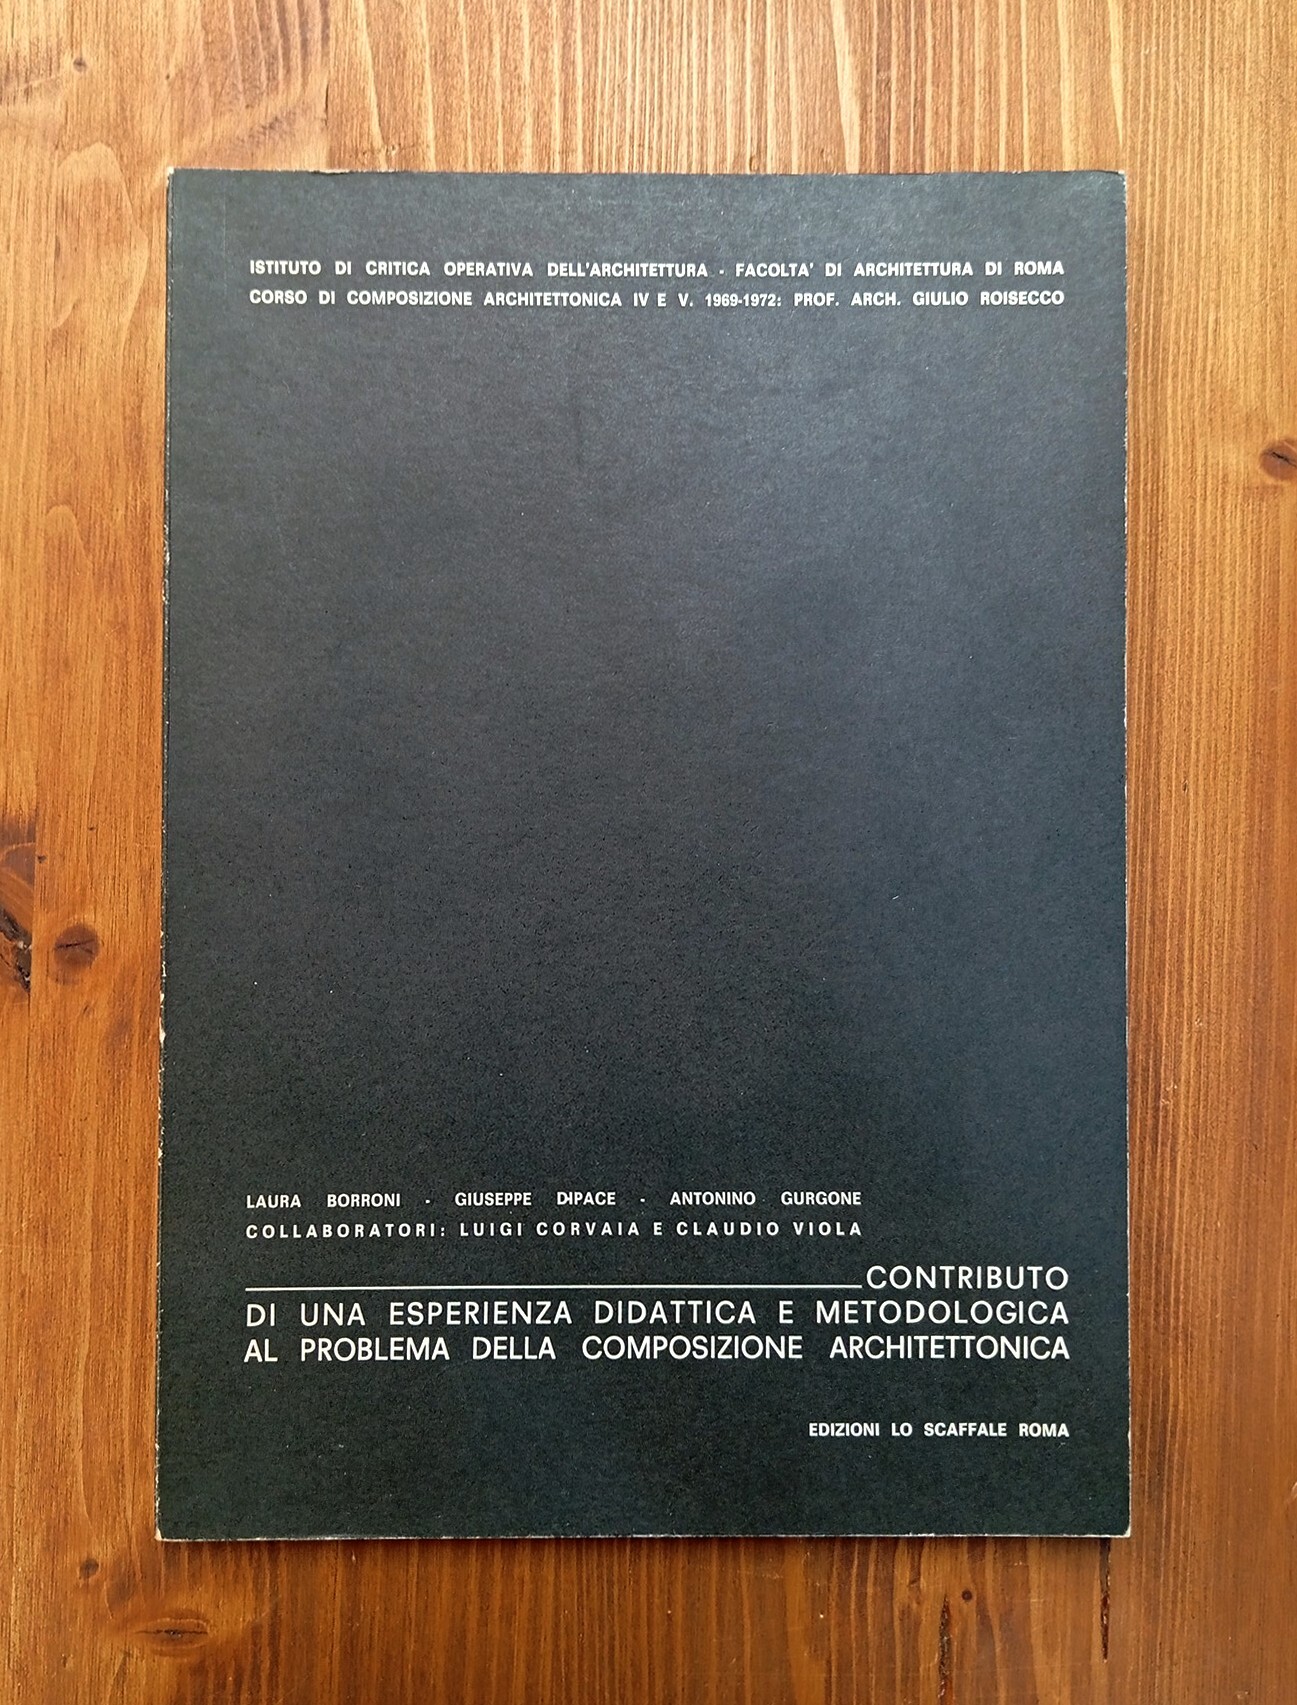 ISTITUTO DI CRITICA OPERATIVA DELL'ARCHITETTURA - FACOLTA' DI ARCHITETTURA DI ROMA
CORSO DI COMPOSIZIONE ARCHITETTONICA IV E V. 1969-1972: PROF. ARCH. GIULIO ROISECCO
LAURA BORRONI - GIUSEPPE DIPACE - ANTONINO GURGONE
COLLABORATORI: LUIGI CORVAIA E CLAUDIO VIOLA
CONTRIBUTO
DI UNA ESPERIENZA DIDATTICA E METODOLOGICA
AL PROBLEMA DELLA COMPOSIZIONE ARCHITETTONICA
EDIZIONI LO SCAFFALE ROMA